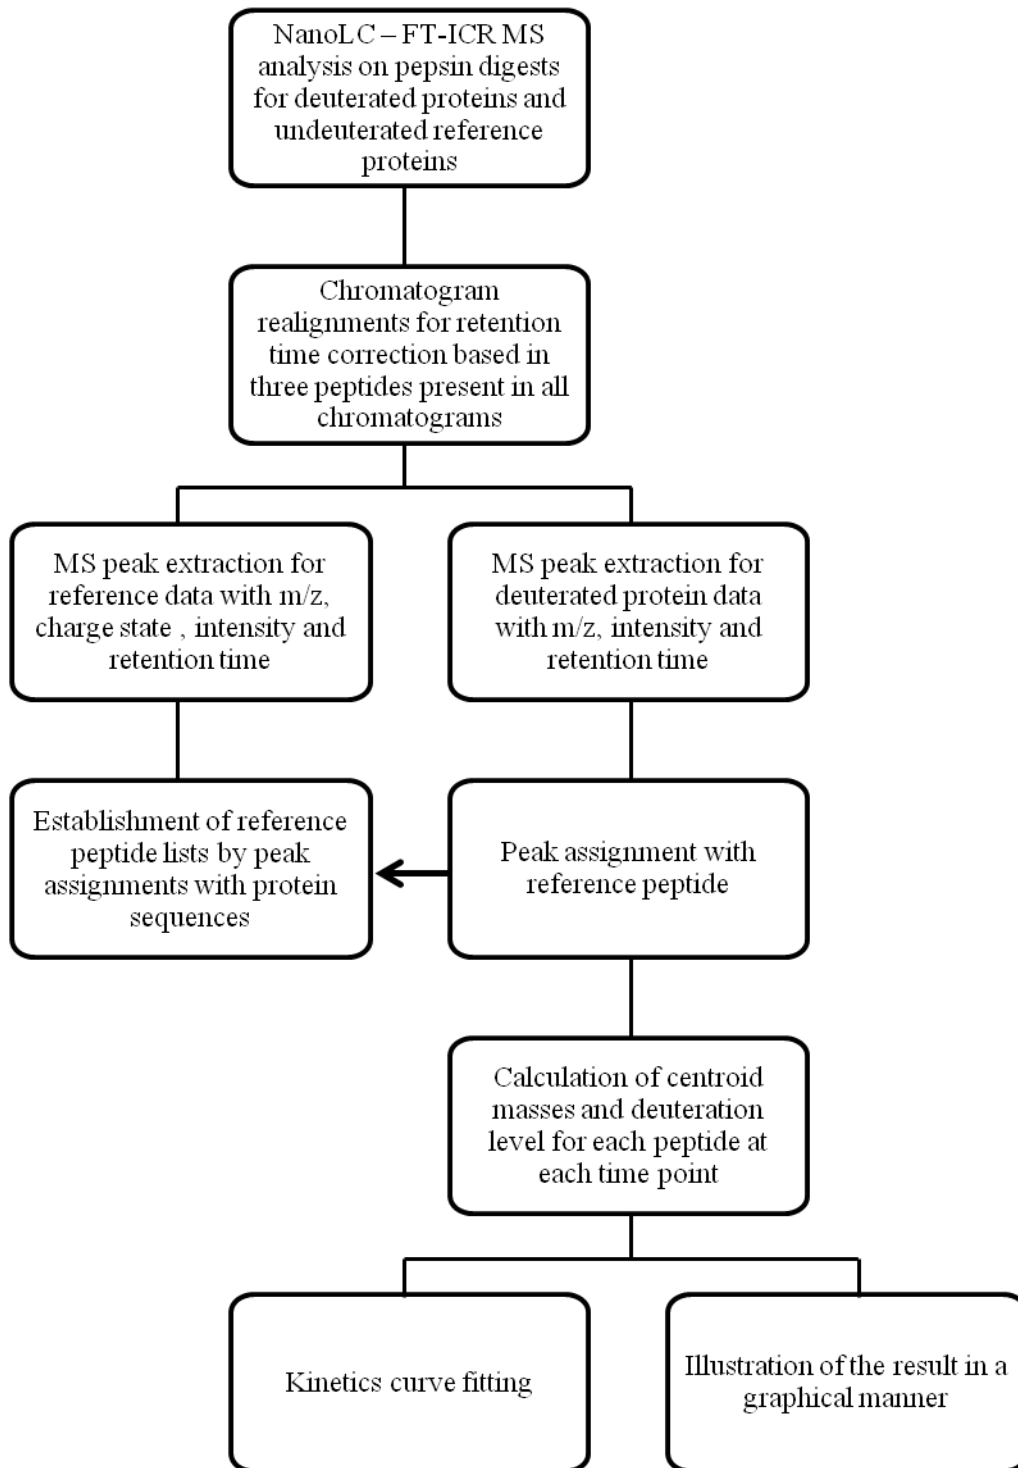 NanoLC – FT-ICR MS
analysis on pepsin digests
for deuterated proteins and
undeuterated reference
proteins
Chromatogram
realignments for retention
time correction based in
three peptides present in all
chromatograms
MS peak extraction for
reference data with m/z,
charge state , intensity and
retention time
MS peak extraction for
deuterated protein data
with m/z, intensity and
retention time
Establishment of reference
peptide lists by peak
assignments with protein
sequences
Peak assignment with
reference peptide
Calculation of centroid
masses and deuteration
level for each peptide at
each time point
Kinetics curve fitting
Illustration of the result in a
graphical manner